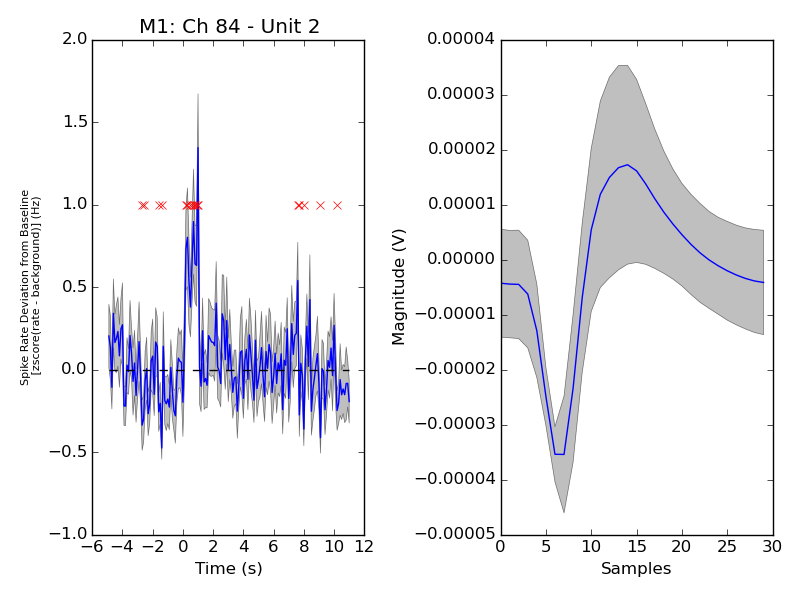 M1: Ch 84 - Unit 2
2.0
1.5
1.0
0.5
0.0
−0.5
−1.0
−6 −4 −2 0 2 4 6 8 10 12
Time (s)
Spike Rate Deviation from Baseline
[zscore(rate - background)] (Hz)
0.00004
0.00003
0.00002
0.00001
0.00000
−0.00001
−0.00002
−0.00003
−0.00004
−0.00005
0 5 10 15 20 25 30
Samples
Magnitude (V)